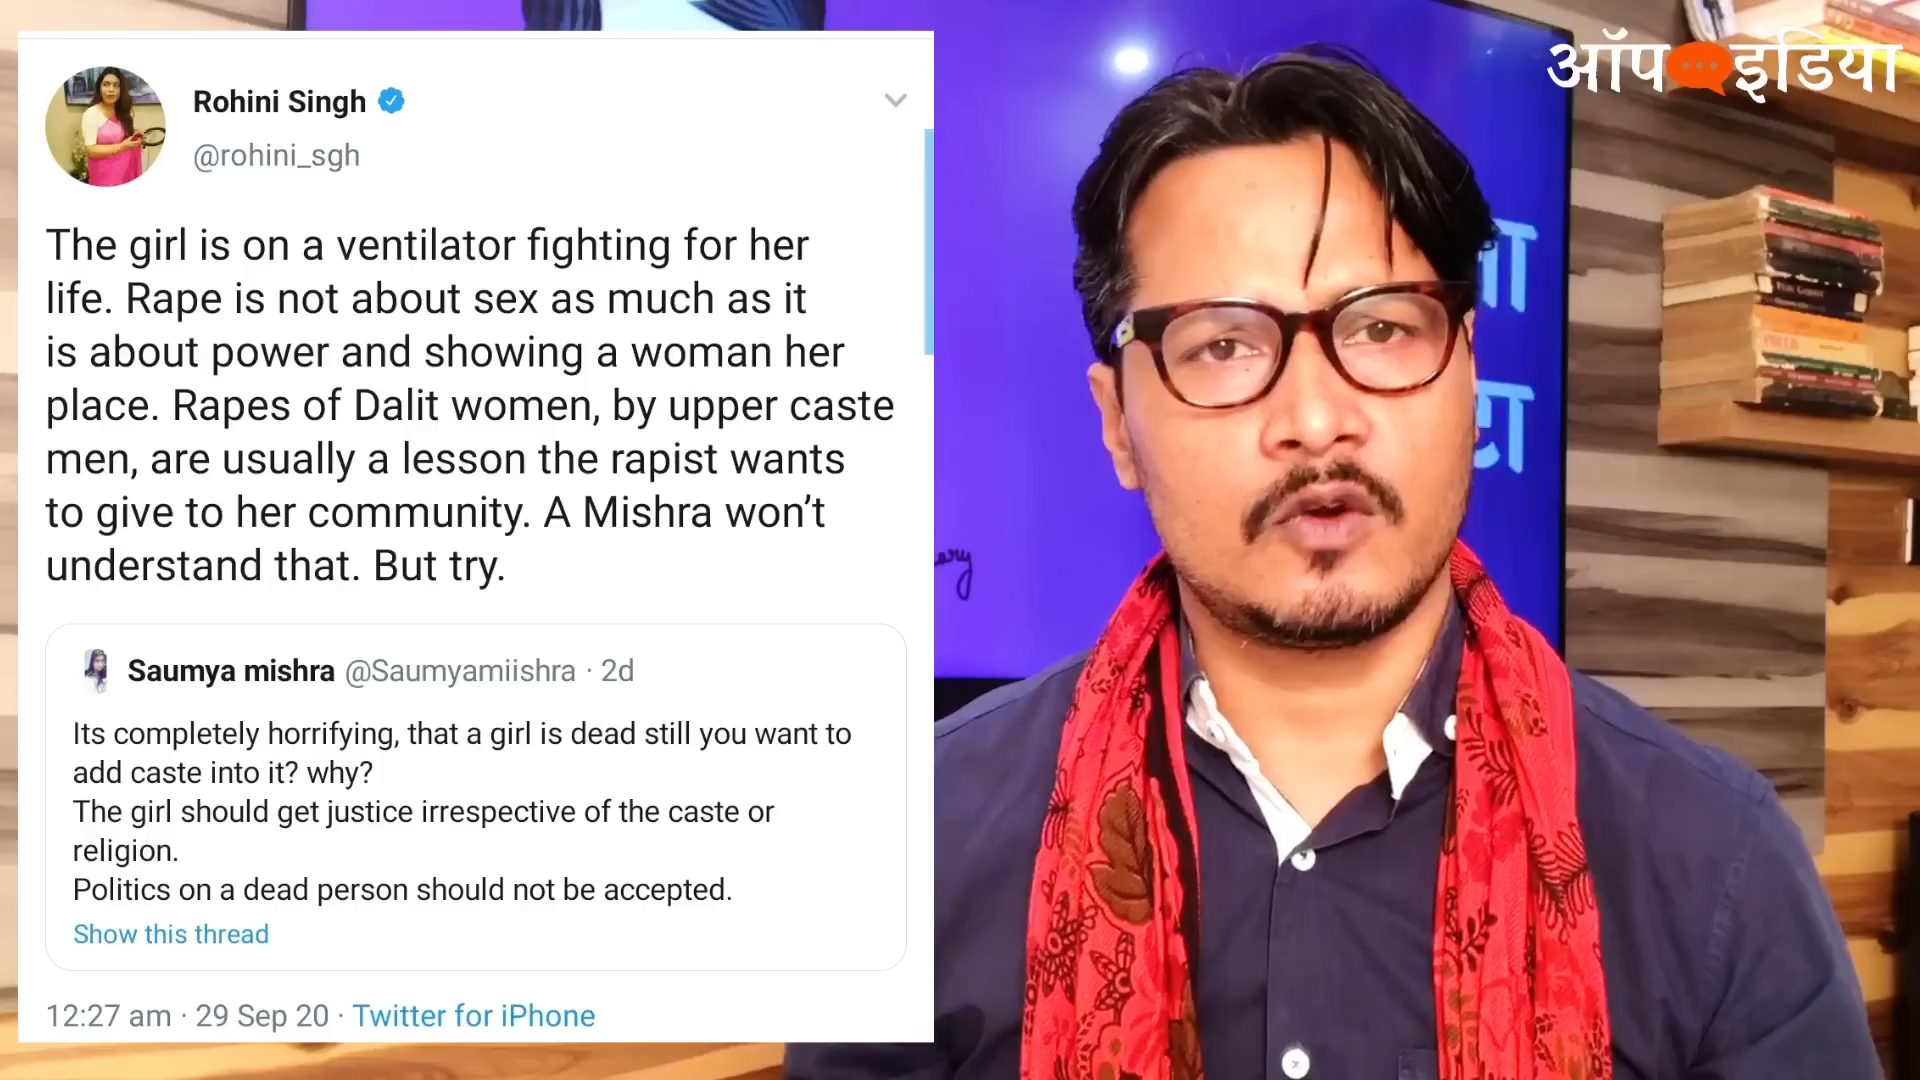 Rohini Singh
@rohini_sgh
The girl is on a ventilator fighting for her
life. Rape is not about sex as much as it
is about power and showing a woman her
place. Rapes of Dalit women, by upper caste
men, are usually a lesson the rapist wants
to give to her community. A Mishra won’t
understand that. But try.
Saumya mishra @Saumyamiishra · 2d
Its completely horrifying, that a girl is dead still you want to
add caste into it? why?
The girl should get justice irrespective of the caste or
religion.
Politics on a dead person should not be accepted.
Show this thread
12:27 am · 29 Sep 20 · Twitter for iPhone
ऑप इंडिया